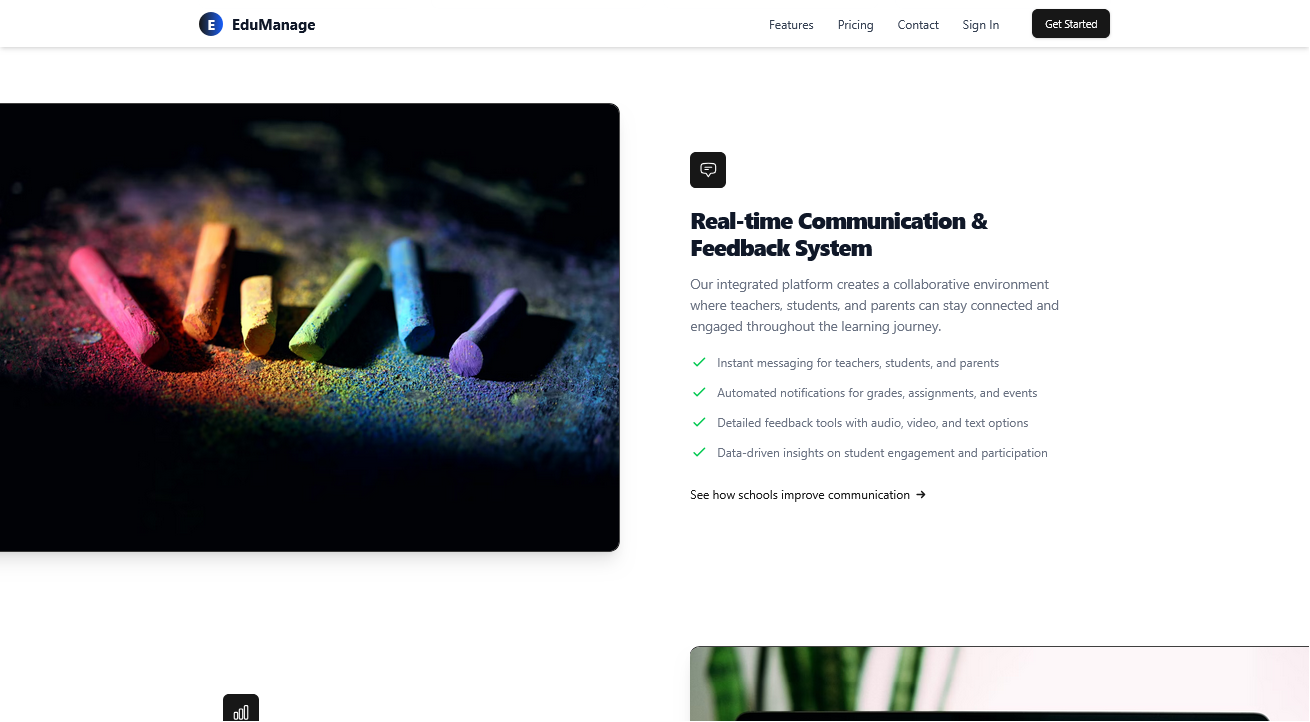 E EduManage
Features
Pricing
Contact
Sign In
Get Started
Real-time Communication &
Feedback System
Our integrated platform creates a collaborative environment
where teachers, students, and parents can stay connected and
engaged throughout the learning journey.
Instant messaging for teachers, students, and parents
Automated notifications for grades, assignments, and events
Detailed feedback tools with audio, video, and text options
Data-driven insights on student engagement and participation
See how schools improve communication →